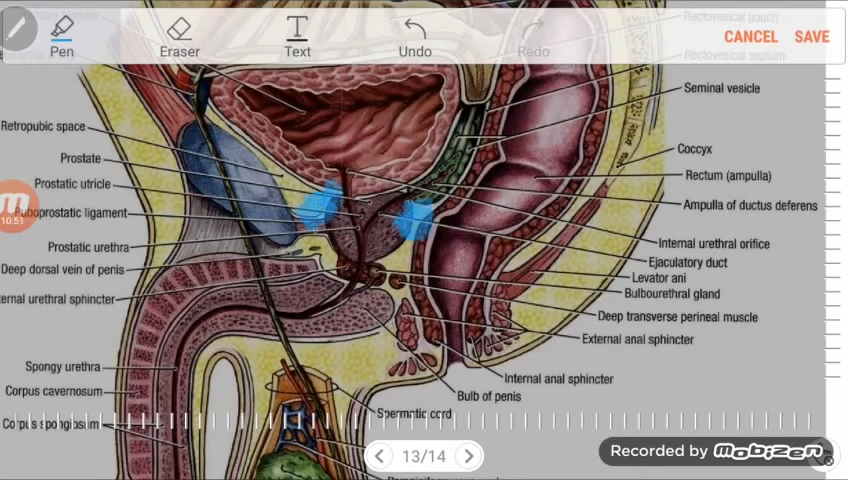 Pen
Eraser
Text
Undo
Redo
CANCEL
SAVE
Rectovesical pouch
Rectovesical septum
Seminal vesicle
Coccyx
Rectum (ampulla)
Ampulla of ductus deferens
Internal urethral orifice
Ejaculatory duct
Levator ani
Bulbourethral gland
Deep transverse perineal muscle
External anal sphincter
Internal anal sphincter
Bulb of penis
Spermatic cord
Retropubic space
Prostate
Prostatic utricle
Puboprostatic ligament
10:51
Prostatic urethra
Deep dorsal vein of penis
ernal urethral sphincter
Spongy urethra
Corpus cavernosum
Corpus spongiosum
13/14
Recorded by mobizen